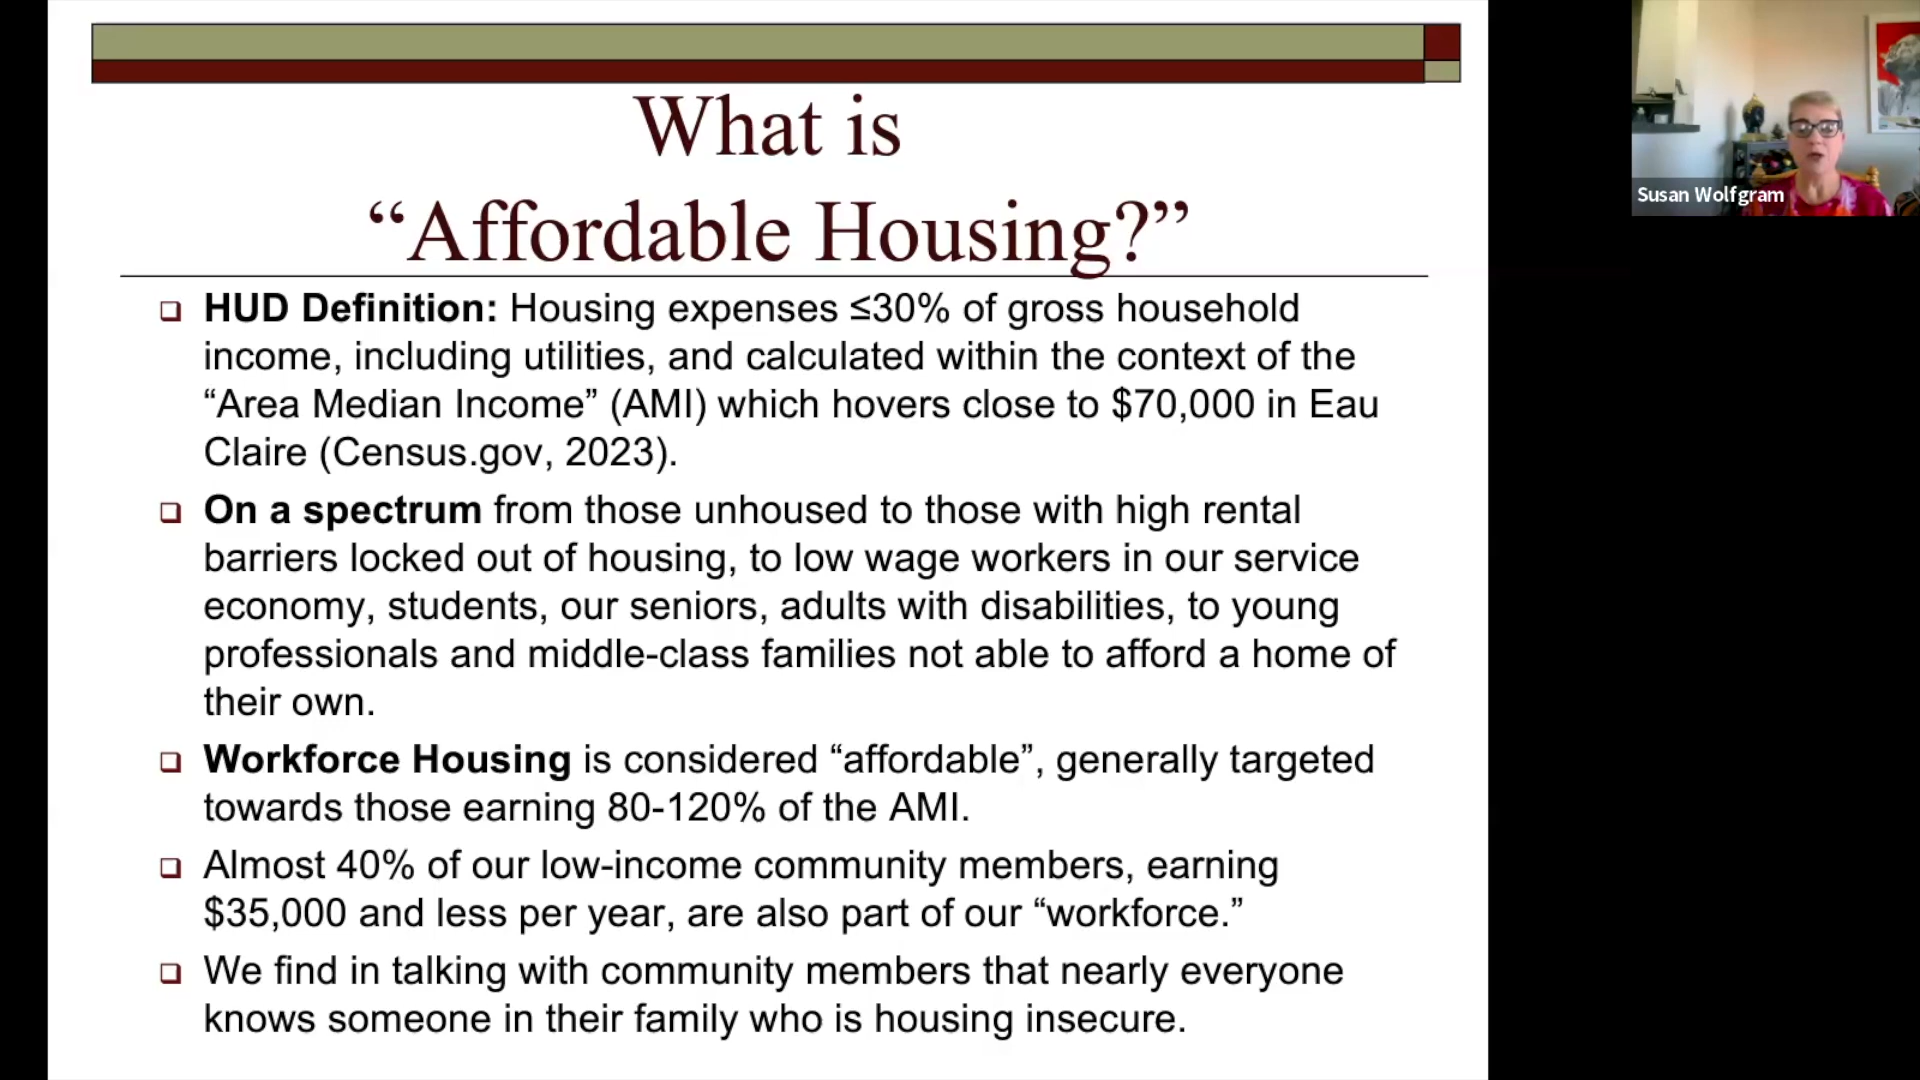 What is
“Affordable Housing?”
HUD Definition: Housing expenses ≤30% of gross household
income, including utilities, and calculated within the context of the
“Area Median Income” (AMI) which hovers close to $70,000 in Eau
Claire (Census.gov, 2023).
On a spectrum from those unhoused to those with high rental
barriers locked out of housing, to low wage workers in our service
economy, students, our seniors, adults with disabilities, to young
professionals and middle-class families not able to afford a home of
their own.
Workforce Housing is considered “affordable”, generally targeted
towards those earning 80-120% of the AMI.
Almost 40% of our low-income community members, earning
$35,000 and less per year, are also part of our “workforce.”
We find in talking with community members that nearly everyone
knows someone in their family who is housing insecure.
Susan Wolfgram